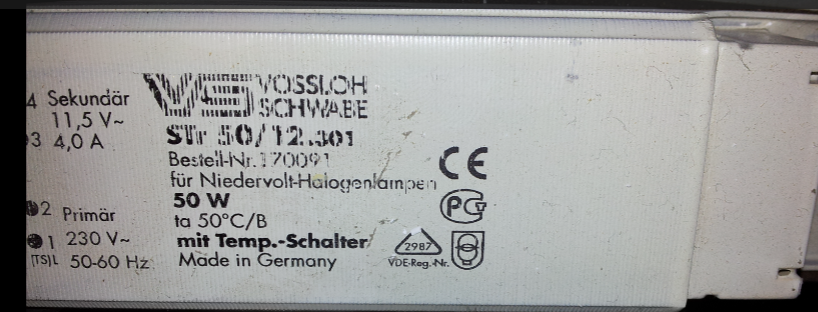 4 Sekundär
11,5 V~
3 4,0 A
2 Primär
1 230 V~
(TS)L 50-60 Hz
VS VOSSLOH
SCHWABE
STr 50/12.301
Bestell-Nr.170091
für Niedervolt-Halogenlampen
50 W
ta 50°C/B
mit Temp.-Schalter
Made in Germany
CE
PG
2987
VDE-Reg.-Nr.